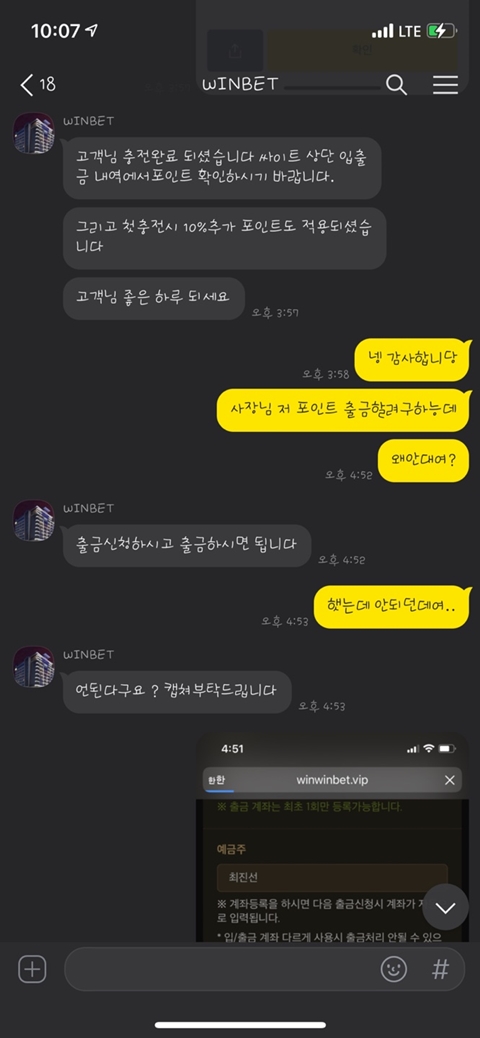 10:07
LTE
확인
18
WINBET
WINBET
고객님 충전완료 되셨습니다 싸이트 상단 입출
금 내역에서포인트 확인하시기 바랍니다.
그리고 첫충전시 10%추가 포인트도 적용되셨습
니다
고객님 좋은 하루 되세요
오후 3:57
넹 감사합니당
오후 3:58
사장님 저 포인트 출금할려구하능데
왜안대여?
오후 4:52
WINBET
출금신청하시고 출금하시면 됩니다
오후 4:52
햇는데 안되던데여..
오후 4:53
WINBET
언된다구요 ? 캡쳐부탁드립니다
오후 4:53
4:51
환한
winwinbet.vip
※ 출금 계좌는 최초 1회만 등록가능합니다.
예금주
최진선
※ 계좌등록을 하시면 다음 출금신청시 계좌가
로 입력됩니다.
* 입/출금 계좌 다르게 사용시 출금처리 안될 수 있으
#